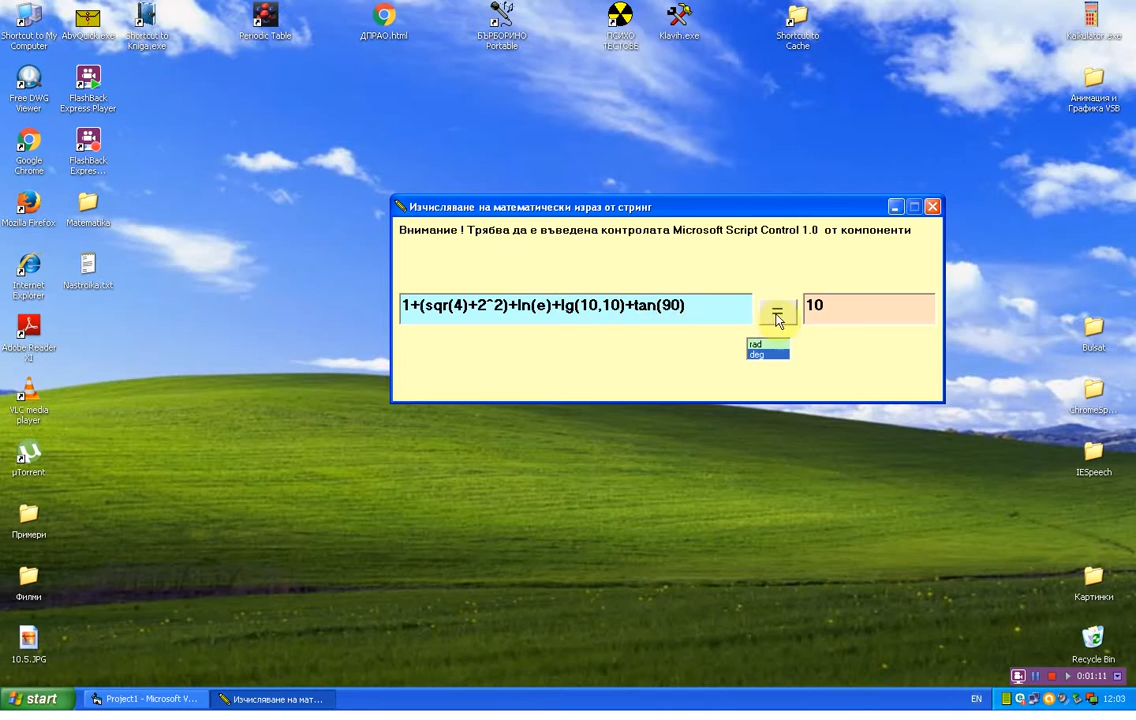 Shortcut to My
Computer
AbvQuick.exe
Shortcut to
Kniga.exe
Periodic Table
ДПРАО.html
БЪРБОРИНО
Portable
ПСИХО
ТЕСТОВЕ
Klavih.exe
Shortcut to
Cache
Kalkulator.exe
Free DWG
Viewer
FlashBack
Express Player
Анимация и
Графика VSB
Google
Chrome
FlashBack
Expres...
Mozilla Firefox
Matematika
Internet
Explorer
Nastroika.txt
Adobe Reader
XI
VLC media
player
µTorrent
Примери
Филми
10.5.JPG
Изчисляване на математически израз от стринг
Внимание ! Трябва да е въведена контролата Microsoft Script Control 1.0 от компоненти
1+(sqr(4)+2^2)+ln(e)+lg(10,10)+tan(90)
=
10
rad
deg
Bulsat
ChromeSp...
IESpeech
Картинки
Recycle Bin
0:01:11
start
Project1 - Microsoft V...
Изчисляване на мат...
EN
12:03